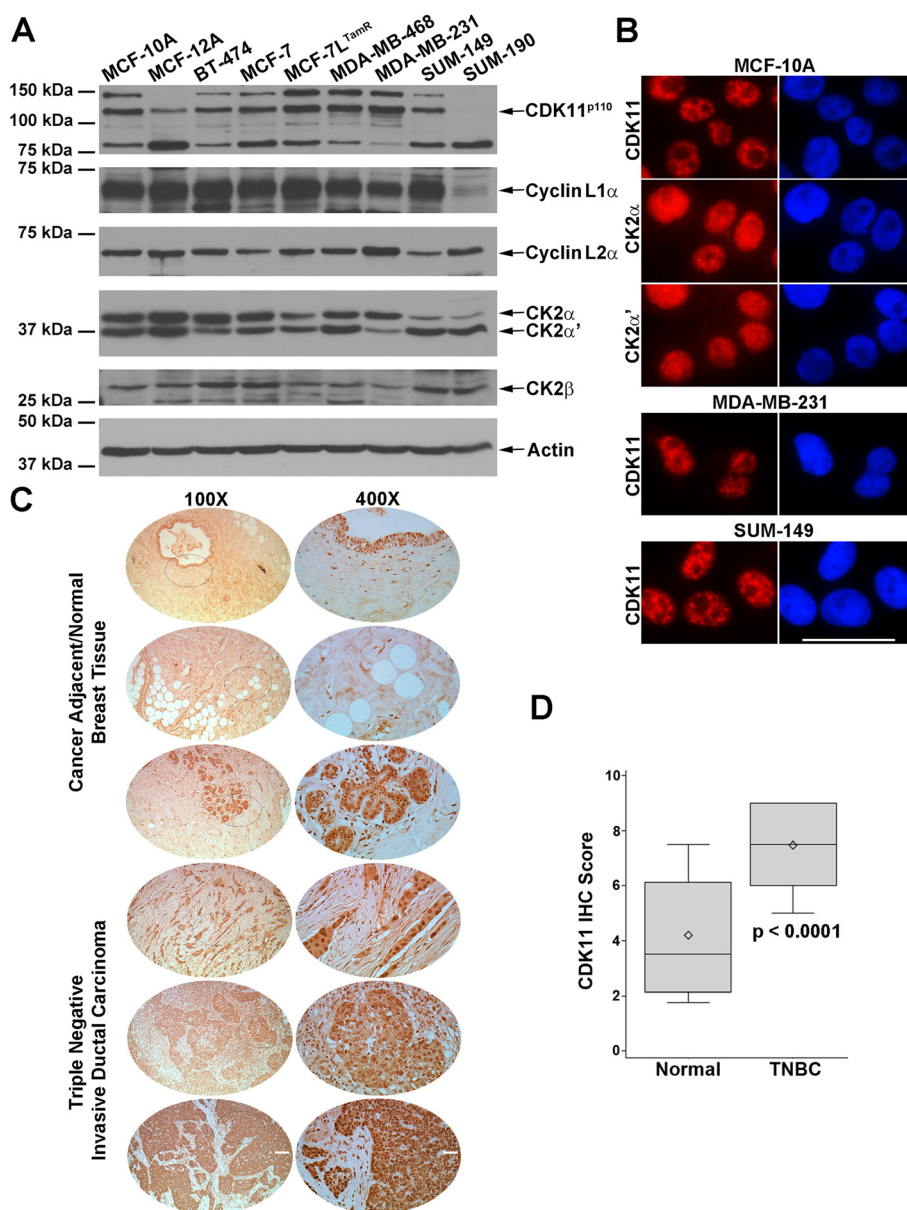 A
MCF-10A
MCF-12A
BT-474
MCF-7
MCF-7L^TamR
MDA-MB-468
MDA-MB-231
SUM-149
SUM-190
150 kDa
100 kDa
75 kDa
CDK11^p110
75 kDa
Cyclin L1α
75 kDa
Cyclin L2α
37 kDa
CK2α
CK2α'
25 kDa
CK2β
50 kDa
37 kDa
Actin
B
MCF-10A
CDK11
CK2α
CK2α'
MDA-MB-231
CDK11
SUM-149
CDK11
C
100X
400X
Cancer Adjacent/Normal
Breast Tissue
Triple Negative
Invasive Ductal Carcinoma
D
CDK11 IHC Score
10
8
6
4
2
0
p < 0.0001
Normal
TNBC